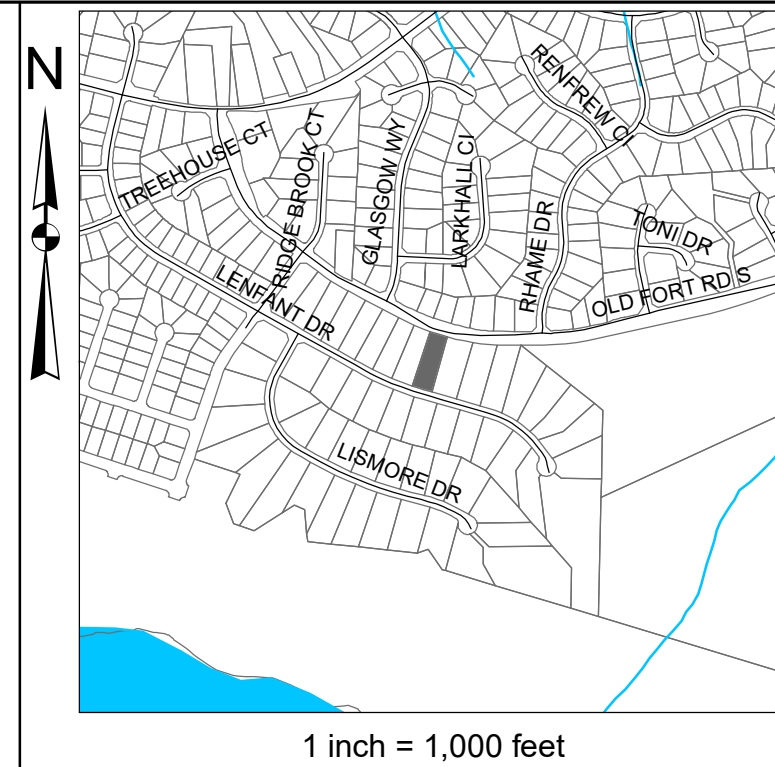 N
RENFREW CI
TREEHOUSE CT
RIDGE BROOK CT
GLASGOW WY
LARKHALL CI
RHAME DR
TONI DR
OLD FORT RD S
LENFANT DR
LISMORE DR
1 inch = 1,000 feet